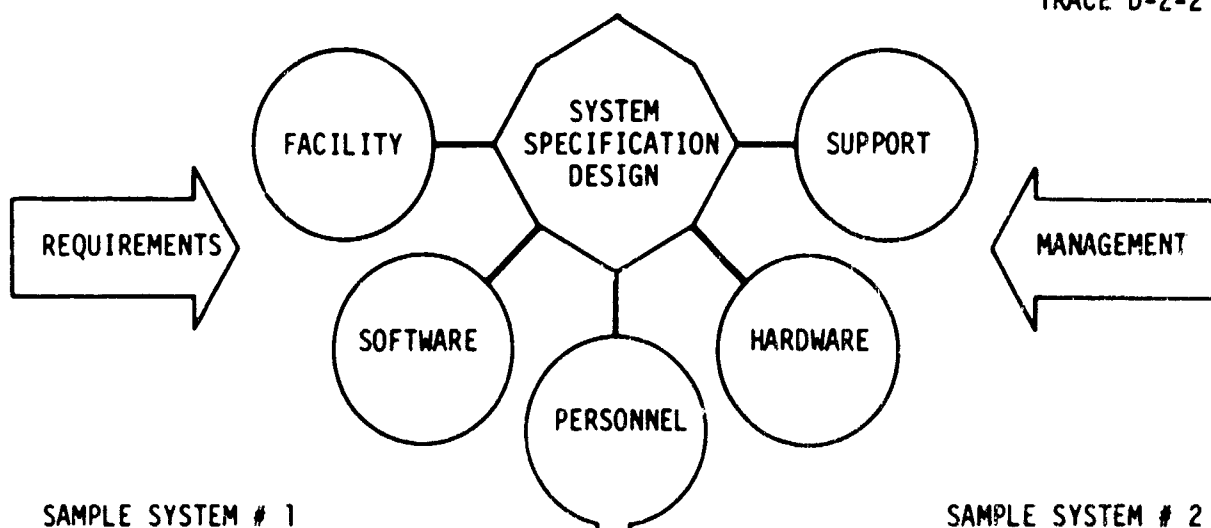 TRACE D-2-2
SYSTEM
SPECIFICATION
DESIGN
FACILITY
SUPPORT
REQUIREMENTS
MANAGEMENT
SOFTWARE
HARDWARE
PERSONNEL
SAMPLE SYSTEM # 1
SAMPLE SYSTEM # 2